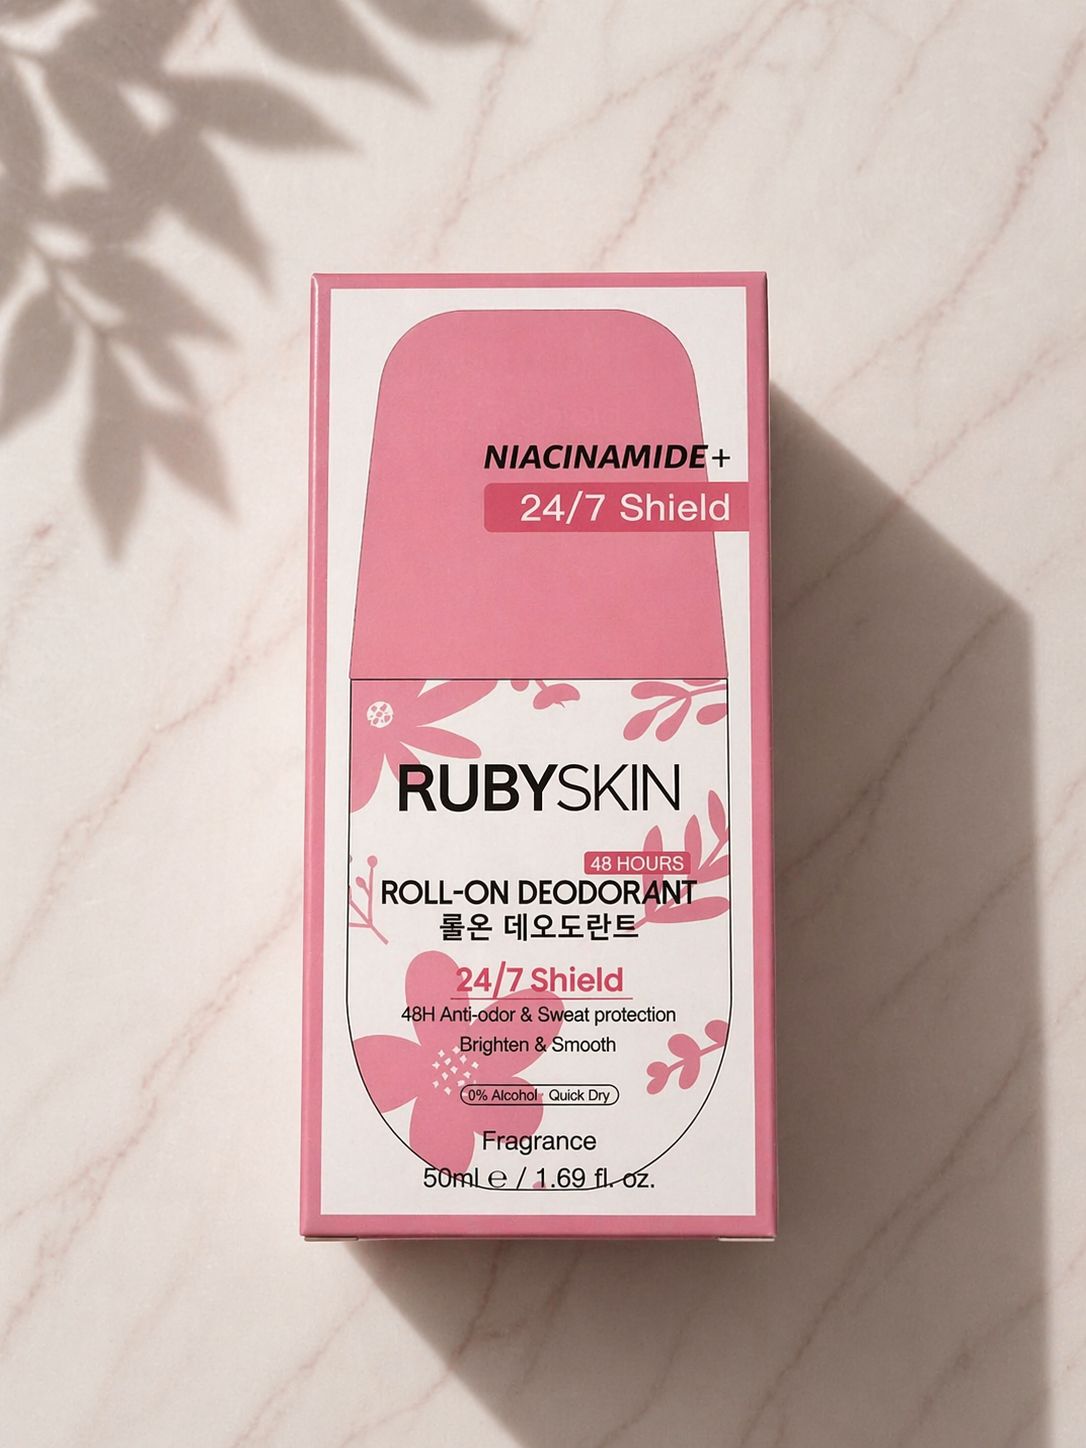 NIACINAMIDE+
24/7 Shield
RUBYSKIN
48 HOURS
ROLL-ON DEODORANT
롤온 데오도란트
24/7 Shield
48H Anti-odor & Sweat protection
Brighten & Smooth
0% Alcohol · Quick Dry
Fragrance
50ml ℮ / 1.69 fl. oz.